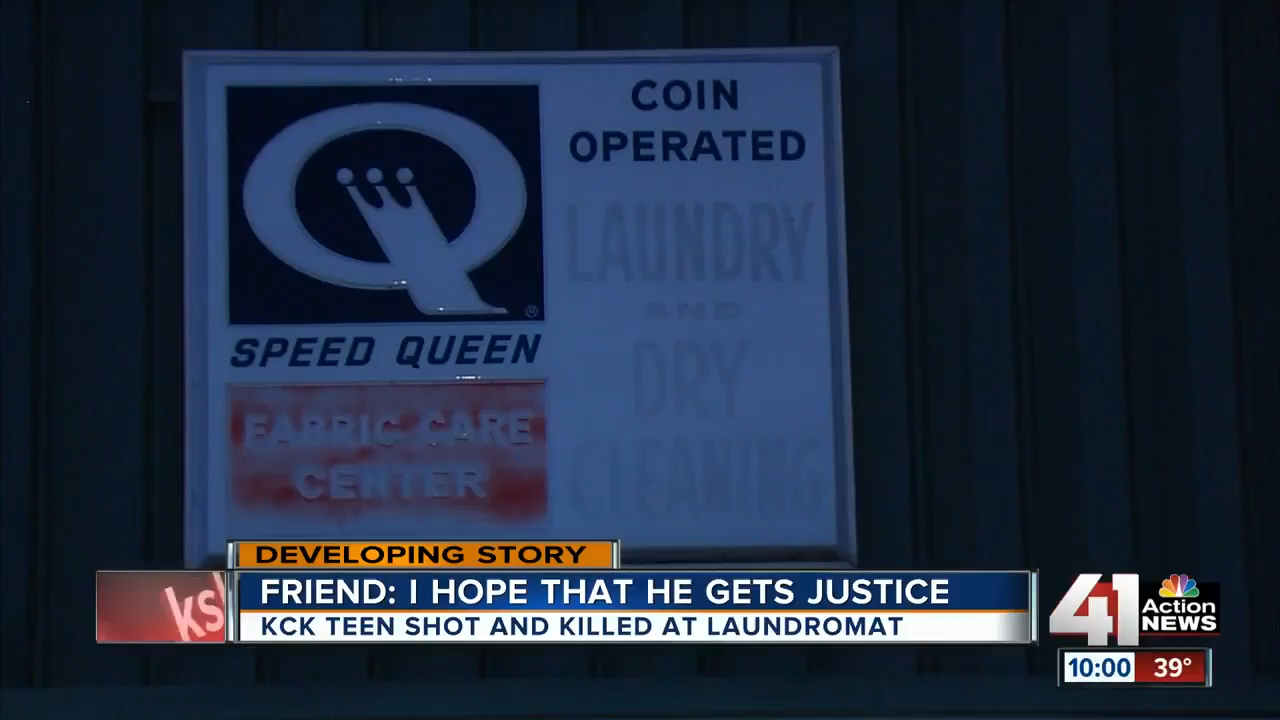 COIN
OPERATED
LAUNDRY
AND
DRY
CLEANING
®
SPEED QUEEN
FABRIC CARE
CENTER
DEVELOPING STORY
FRIEND: I HOPE THAT HE GETS JUSTICE
KCK TEEN SHOT AND KILLED AT LAUNDROMAT
ks
41 Action
NEWS
10:00 39°